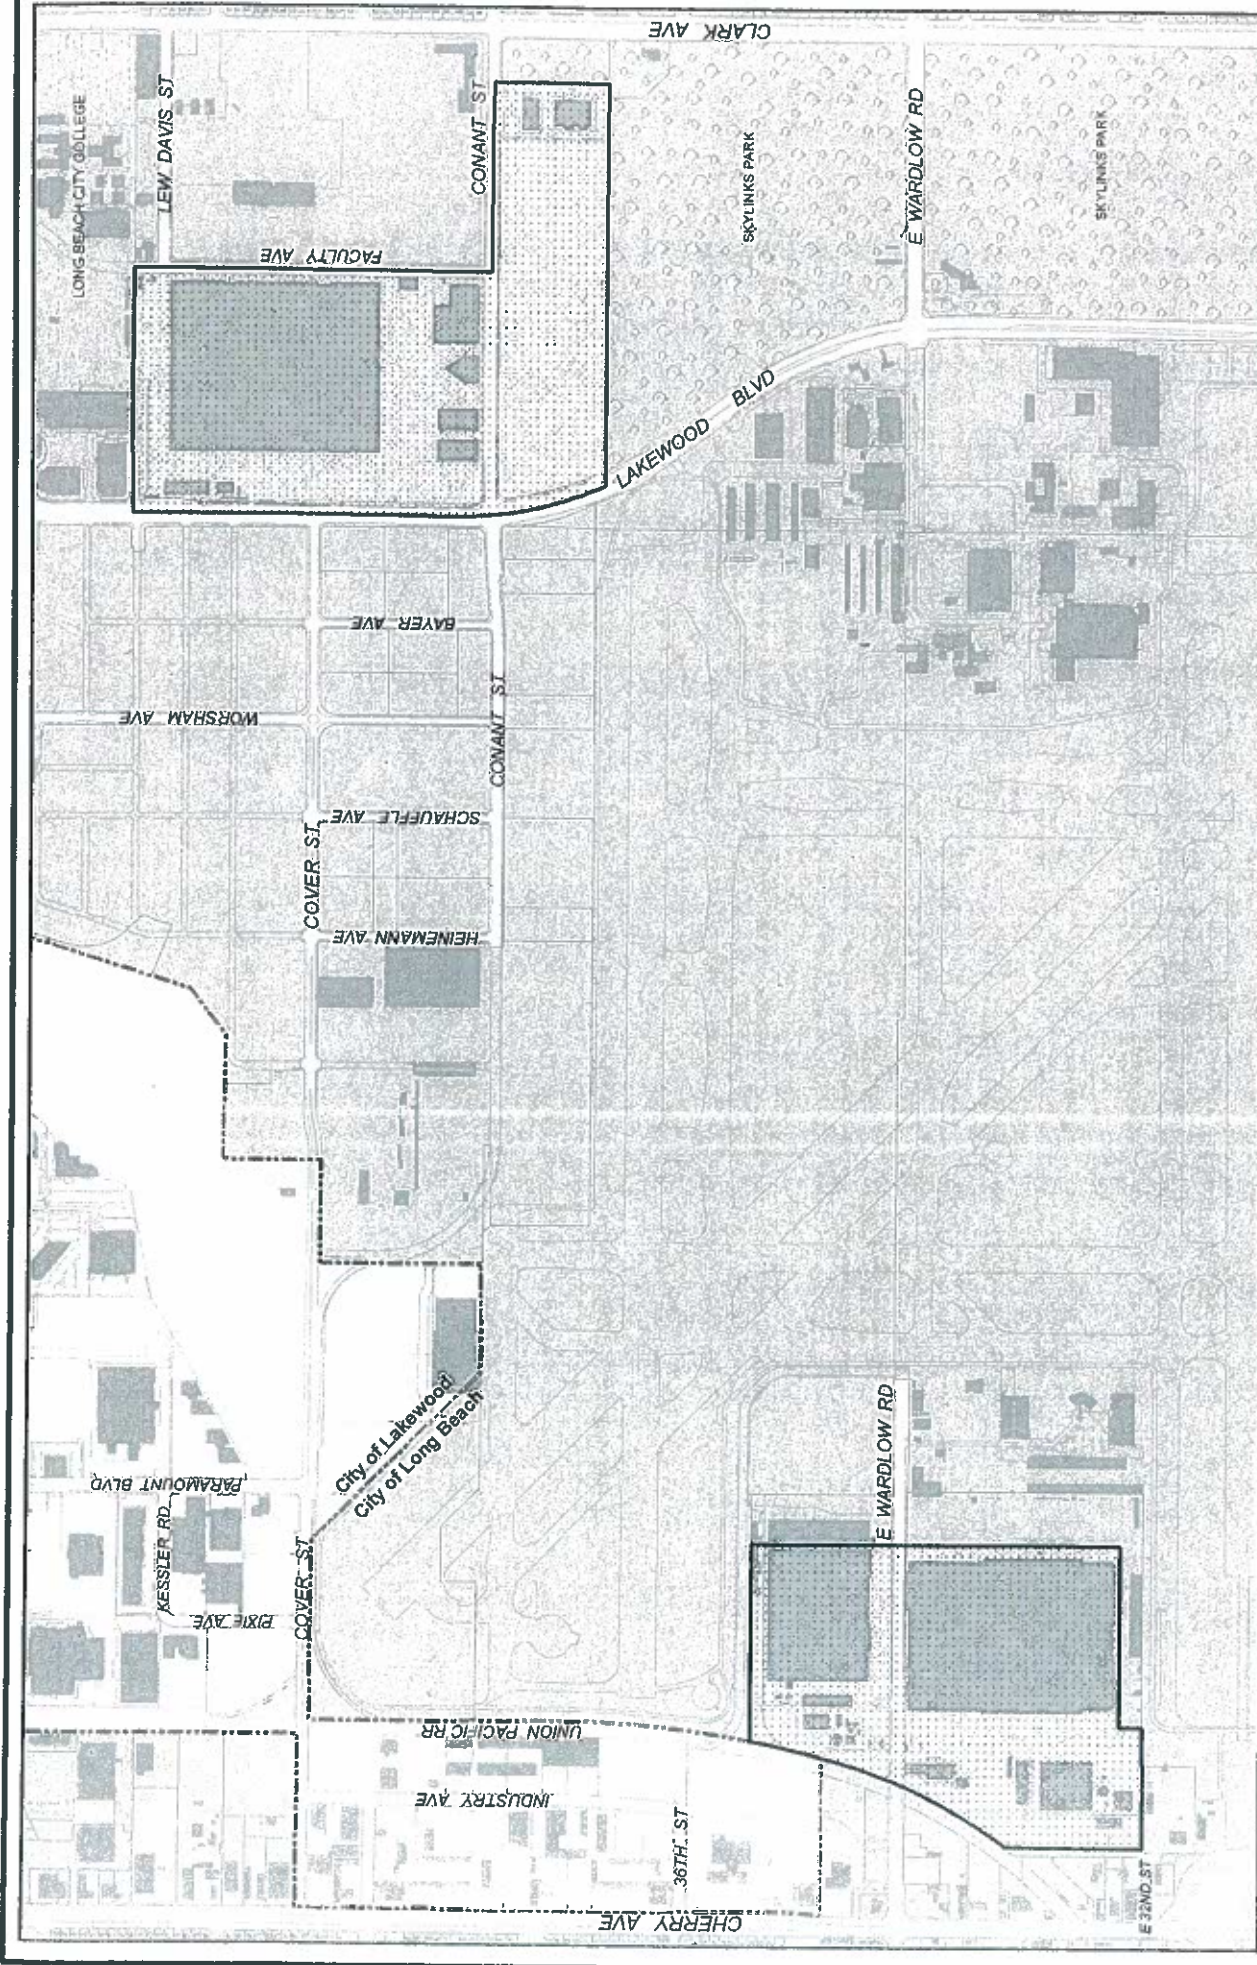 CLARK AVE
LONG BEACH CITY COLLEGE
LEW DAVIS ST
CONANT ST
FACULTY AVE
SKYLINKS PARK
E WARDLOW RD
SKYLINKS PARK
LAKEWOOD BLVD
BAYER AVE
WORSHAM AVE
CONANT ST
SCHAUFFLE AVE
COVER ST
HEINEMANN AVE
City of Lakewood
City of Long Beach
PARAMOUNT BLVD
KESSLER RD
PIXIE AVE
COVER ST
E WARDLOW RD
UNION PACIFIC RR
INDUSTRY AVE
36TH ST
CHERRY AVE
E 32ND ST